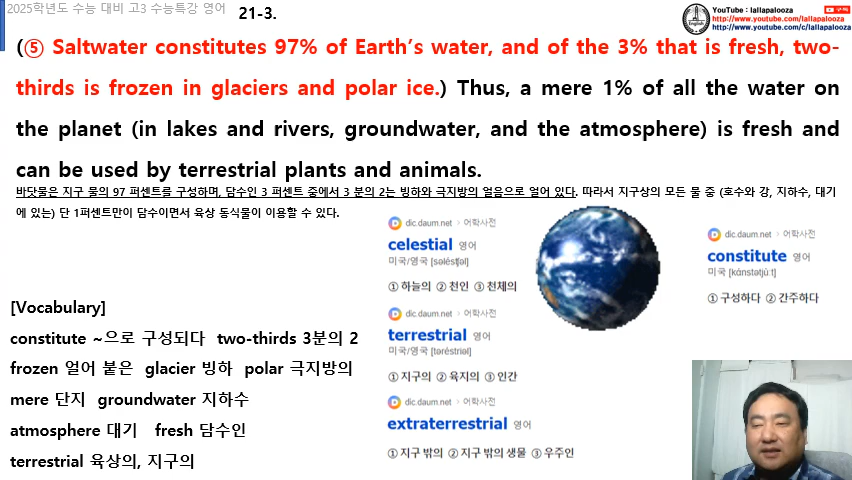 2025학년도 수능 대비 고3 수능특강 영어
21-3.
YouTube : lallapalooza
구독
http://www.youtube.com/lallapalooza
http://www.youtube.com/c/lallapalooza
English
(⑤ Saltwater constitutes 97% of Earth's water, and of the 3% that is fresh, two-
thirds is frozen in glaciers and polar ice.) Thus, a mere 1% of all the water on
the planet (in lakes and rivers, groundwater, and the atmosphere) is fresh and
can be used by terrestrial plants and animals.
바닷물은 지구 물의 97 퍼센트를 구성하며, 담수인 3 퍼센트 중에서 3 분의 2는 빙하와 극지방의 얼음으로 얼어 있다. 따라서 지구상의 모든 물 중 (호수와 강, 지하수, 대기
에 있는) 단 1퍼센트만이 담수이면서 육상 동식물이 이용할 수 있다.
dic.daum.net › 어학사전
celestial 영어
미국/영국 [səléstʃəl]
① 하늘의 ② 천인 ③ 천체의
dic.daum.net › 어학사전
terrestrial 영어
미국/영국 [təréstriəl]
① 지구의 ② 육지의 ③ 인간
dic.daum.net › 어학사전
extraterrestrial 영어
① 지구 밖의 ② 지구 밖의 생물 ③ 우주인
dic.daum.net › 어학사전
constitute 영어
미국 [kɑ́nstətjùːt]
① 구성하다 ② 간주하다
[Vocabulary]
constitute ~으로 구성되다 two-thirds 3분의 2
frozen 얼어 붙은 glacier 빙하 polar 극지방의
mere 단지 groundwater 지하수
atmosphere 대기 fresh 담수인
terrestrial 육상의, 지구의